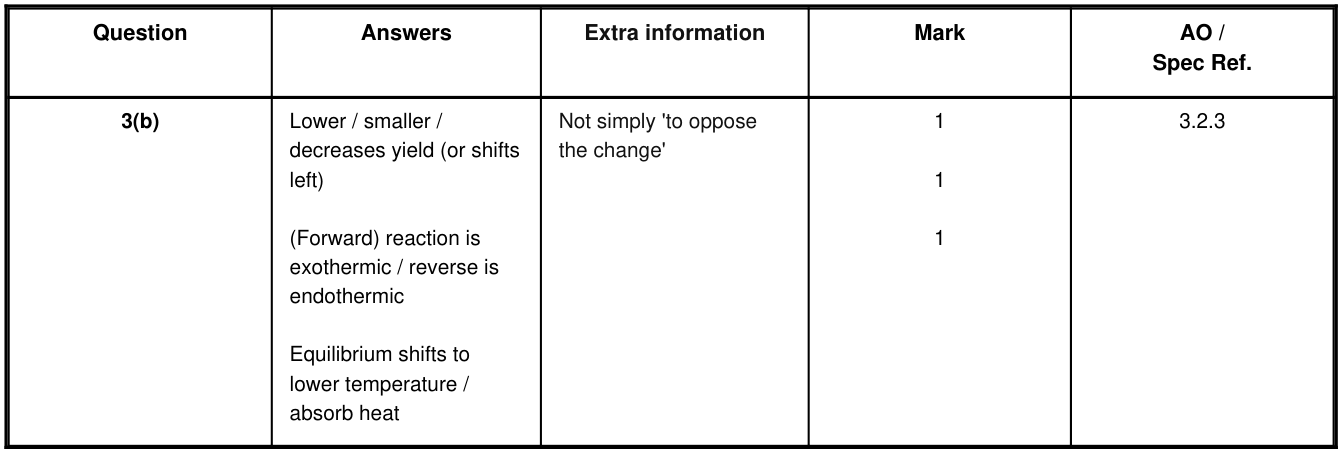 Question Answers Extra information Mark AO /
Spec Ref.
3(b) Lower / smaller / Not simply 'to oppose 1 3.2.3
decreases yield (or shifts the change'
left) 1
(Forward) reaction is 1
exothermic / reverse is
endothermic
Equilibrium shifts to
lower temperature /
absorb heat